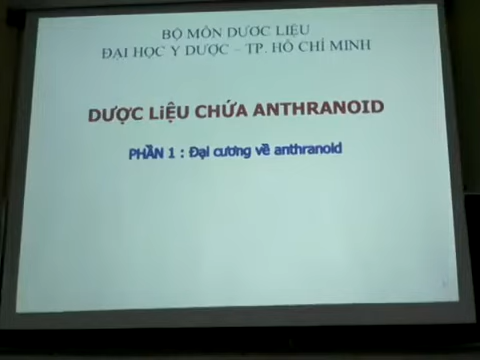 BỘ MÔN DƯỢC LIỆU
ĐẠI HỌC Y DƯỢC – TP. HỒ CHÍ MINH
DƯỢC LiỆU CHỨA ANTHRANOID
PHẦN 1 : Đại cương về anthranoid